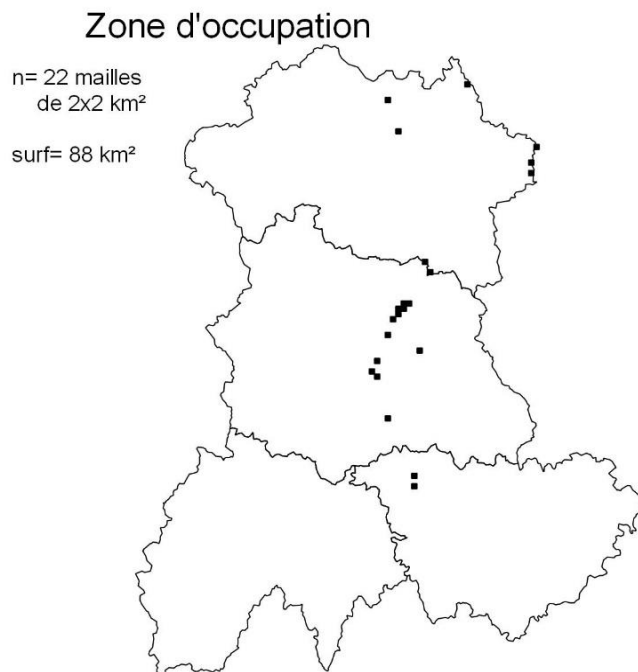 Zone d'occupation
n= 22 mailles
de 2x2 km²
surf= 88 km²